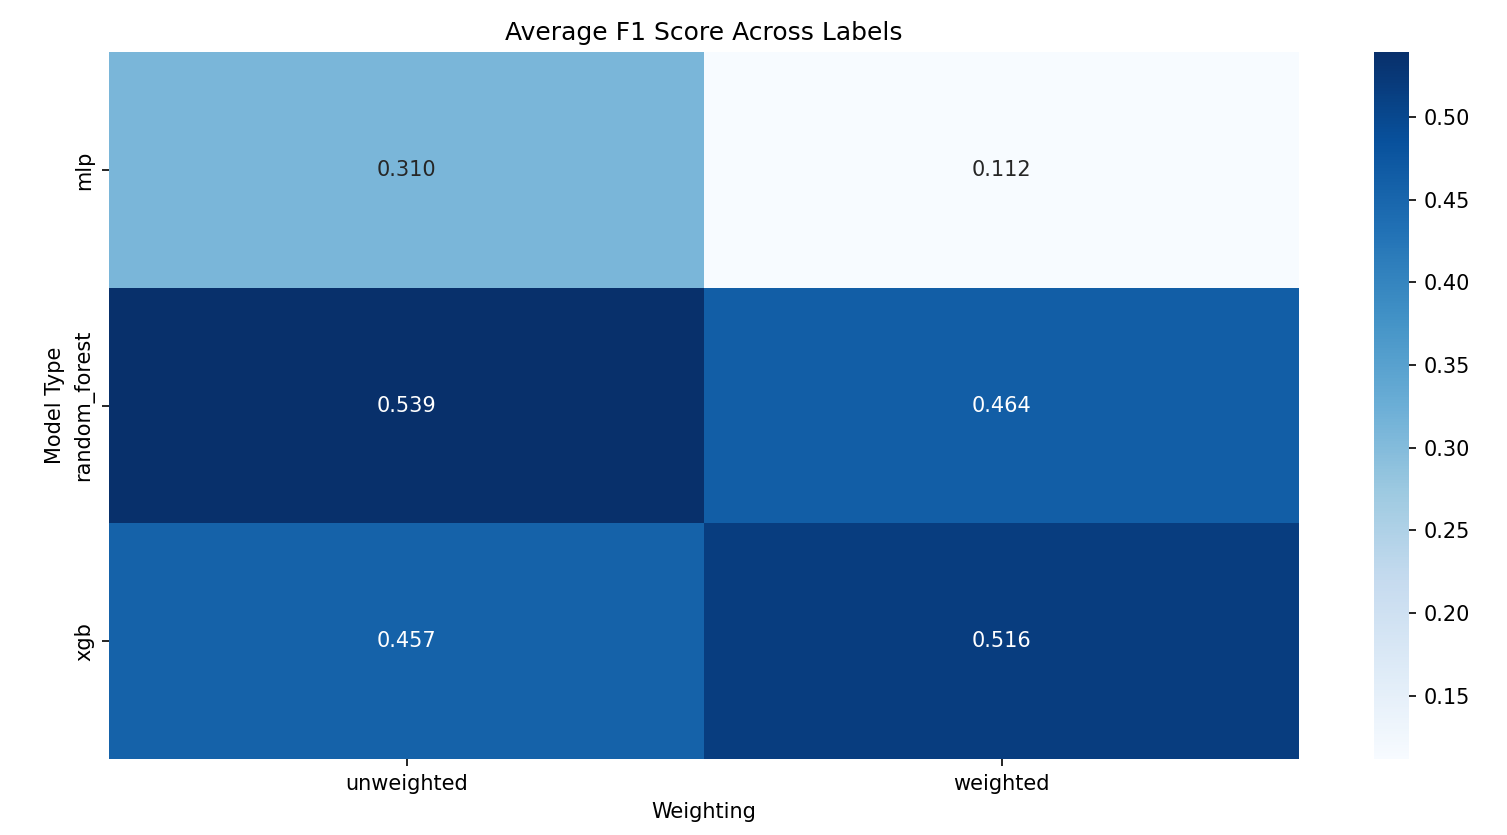 Average F1 Score Across Labels
mlp
0.310
0.112
0.50
0.45
0.40
0.35
0.30
0.25
0.20
0.15
Model Type
random_forest
0.539
0.464
xgb
0.457
0.516
unweighted
weighted
Weighting